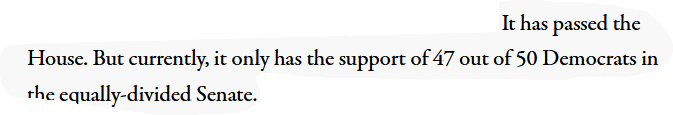 It has passed the
House. But currently, it only has the support of 47 out of 50 Democrats in
the equally-divided Senate.